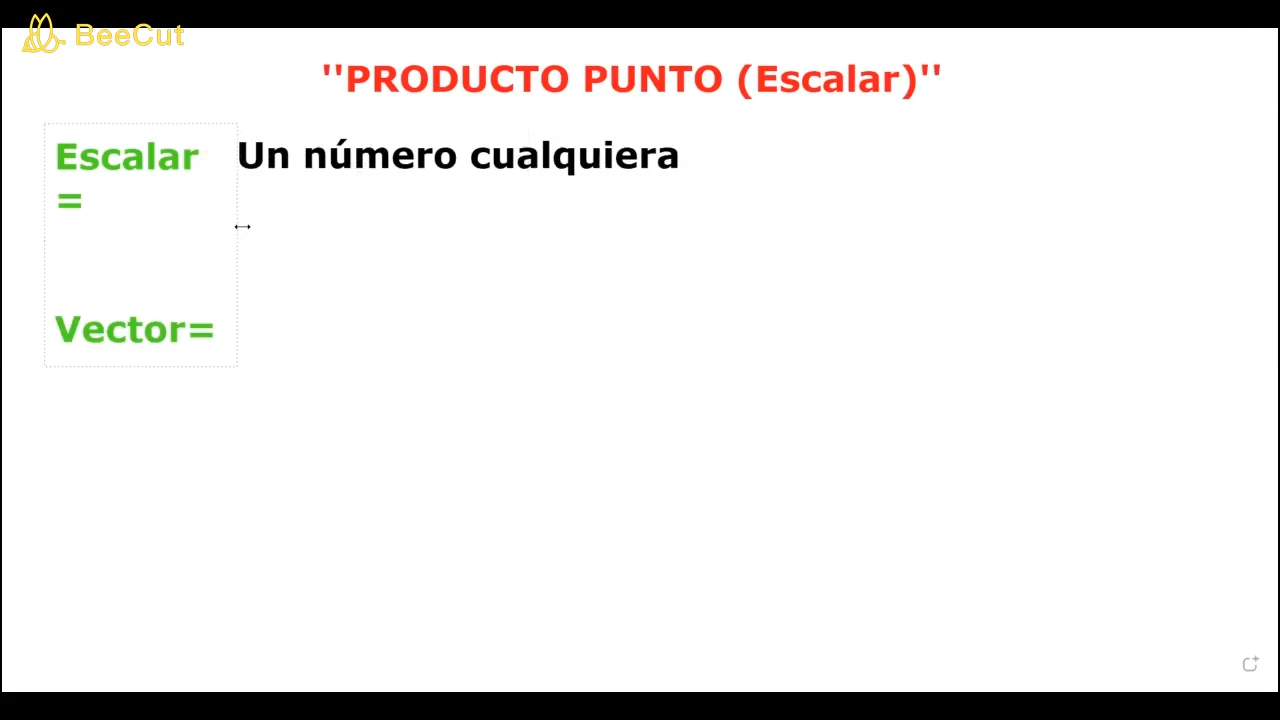 BeeCut
''PRODUCTO PUNTO (Escalar)''
Escalar Un número cualquiera
=
Vector=